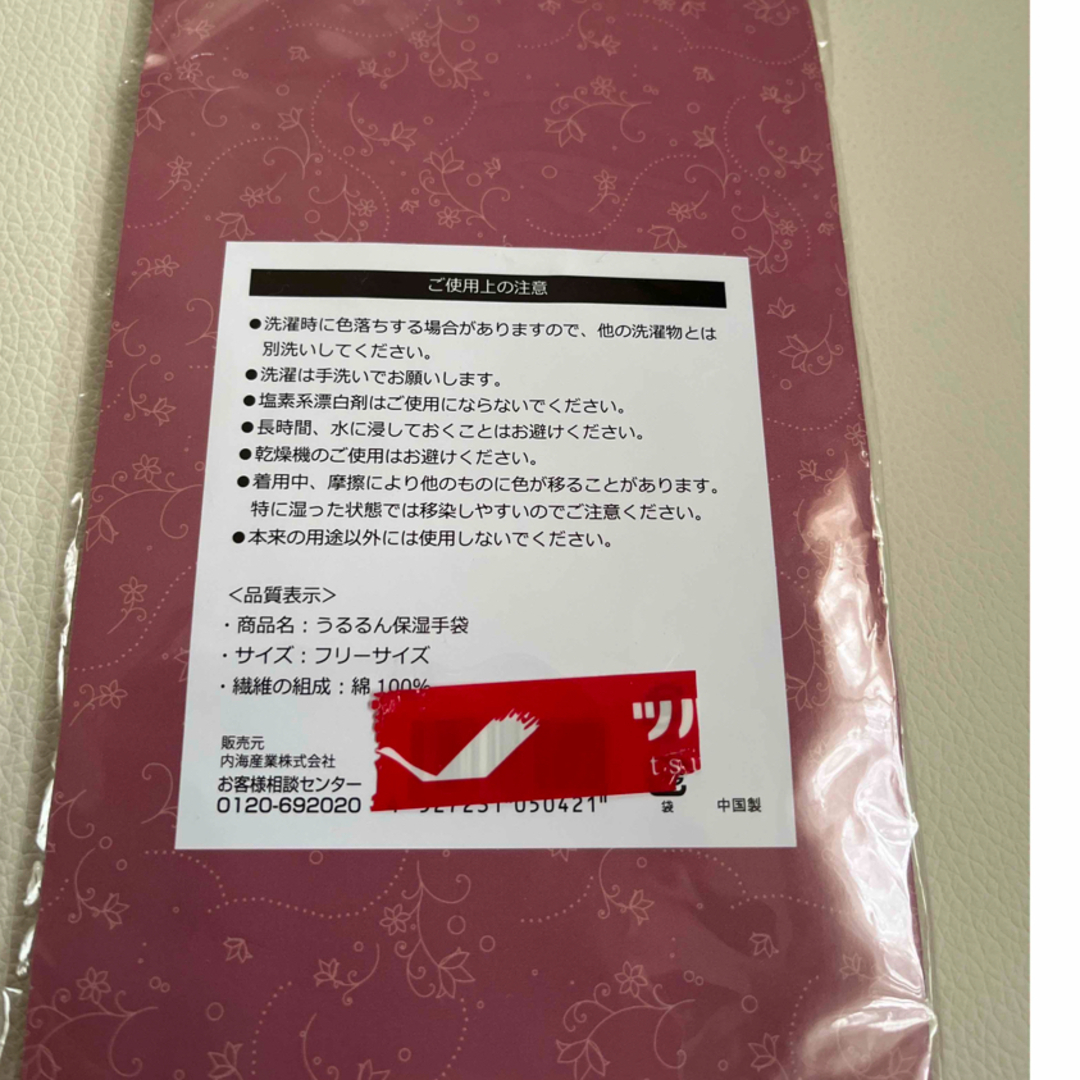 ご使用上の注意
●洗濯時に色落ちする場合がありますので、他の洗濯物とは
別洗いしてください。
●洗濯は手洗いでお願いします。
●塩素系漂白剤はご使用にならないでください。
●長時間、水に浸しておくことはお避けください。
●乾燥機のご使用はお避けください。
●着用中、摩擦により他のものに色が移ることがあります。
特に湿った状態では移染しやすいのでご注意ください。
●本来の用途以外には使用しないでください。
＜品質表示＞
・商品名：うるるん保湿手袋
・サイズ：フリーサイズ
・繊維の組成：綿 100%
ツル
tsu
販売元
内海産業株式会社
お客様相談センター
0120-692020
050421
袋
中国製